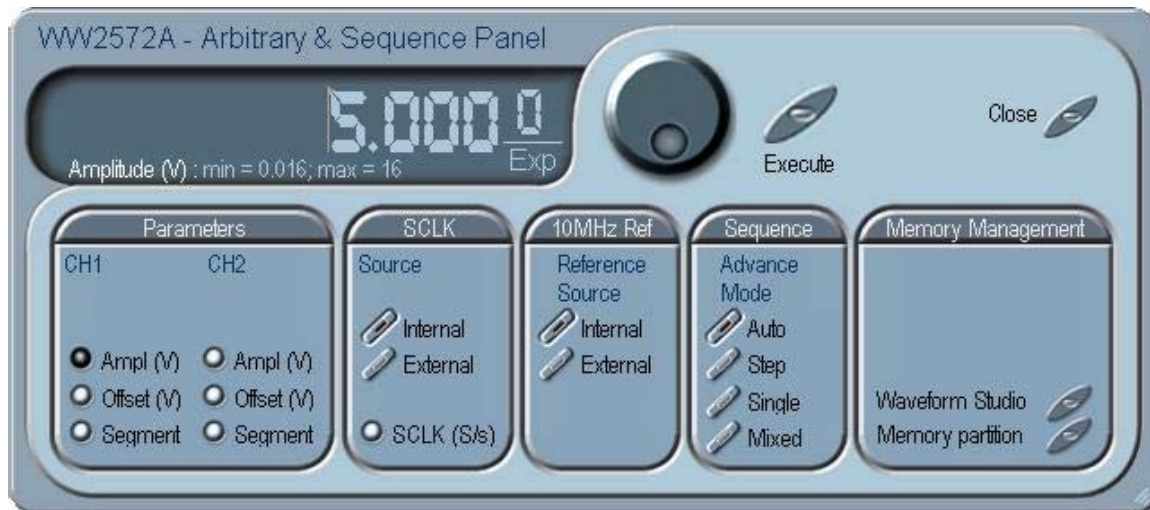 WW2572A - Arbitrary & Sequence Panel
5.000 0
Exp
Amplitude (V) : min = 0.016; max = 16
Execute
Close
Parameters
CH1 CH2
Ampl (V) Ampl (V)
Offset (V) Offset (V)
Segment Segment
SCLK
Source
Internal
External
SCLK (S/s)
10MHz Ref
Reference
Source
Internal
External
Sequence
Advance
Mode
Auto
Step
Single
Mixed
Memory Management
Waveform Studio
Memory partition